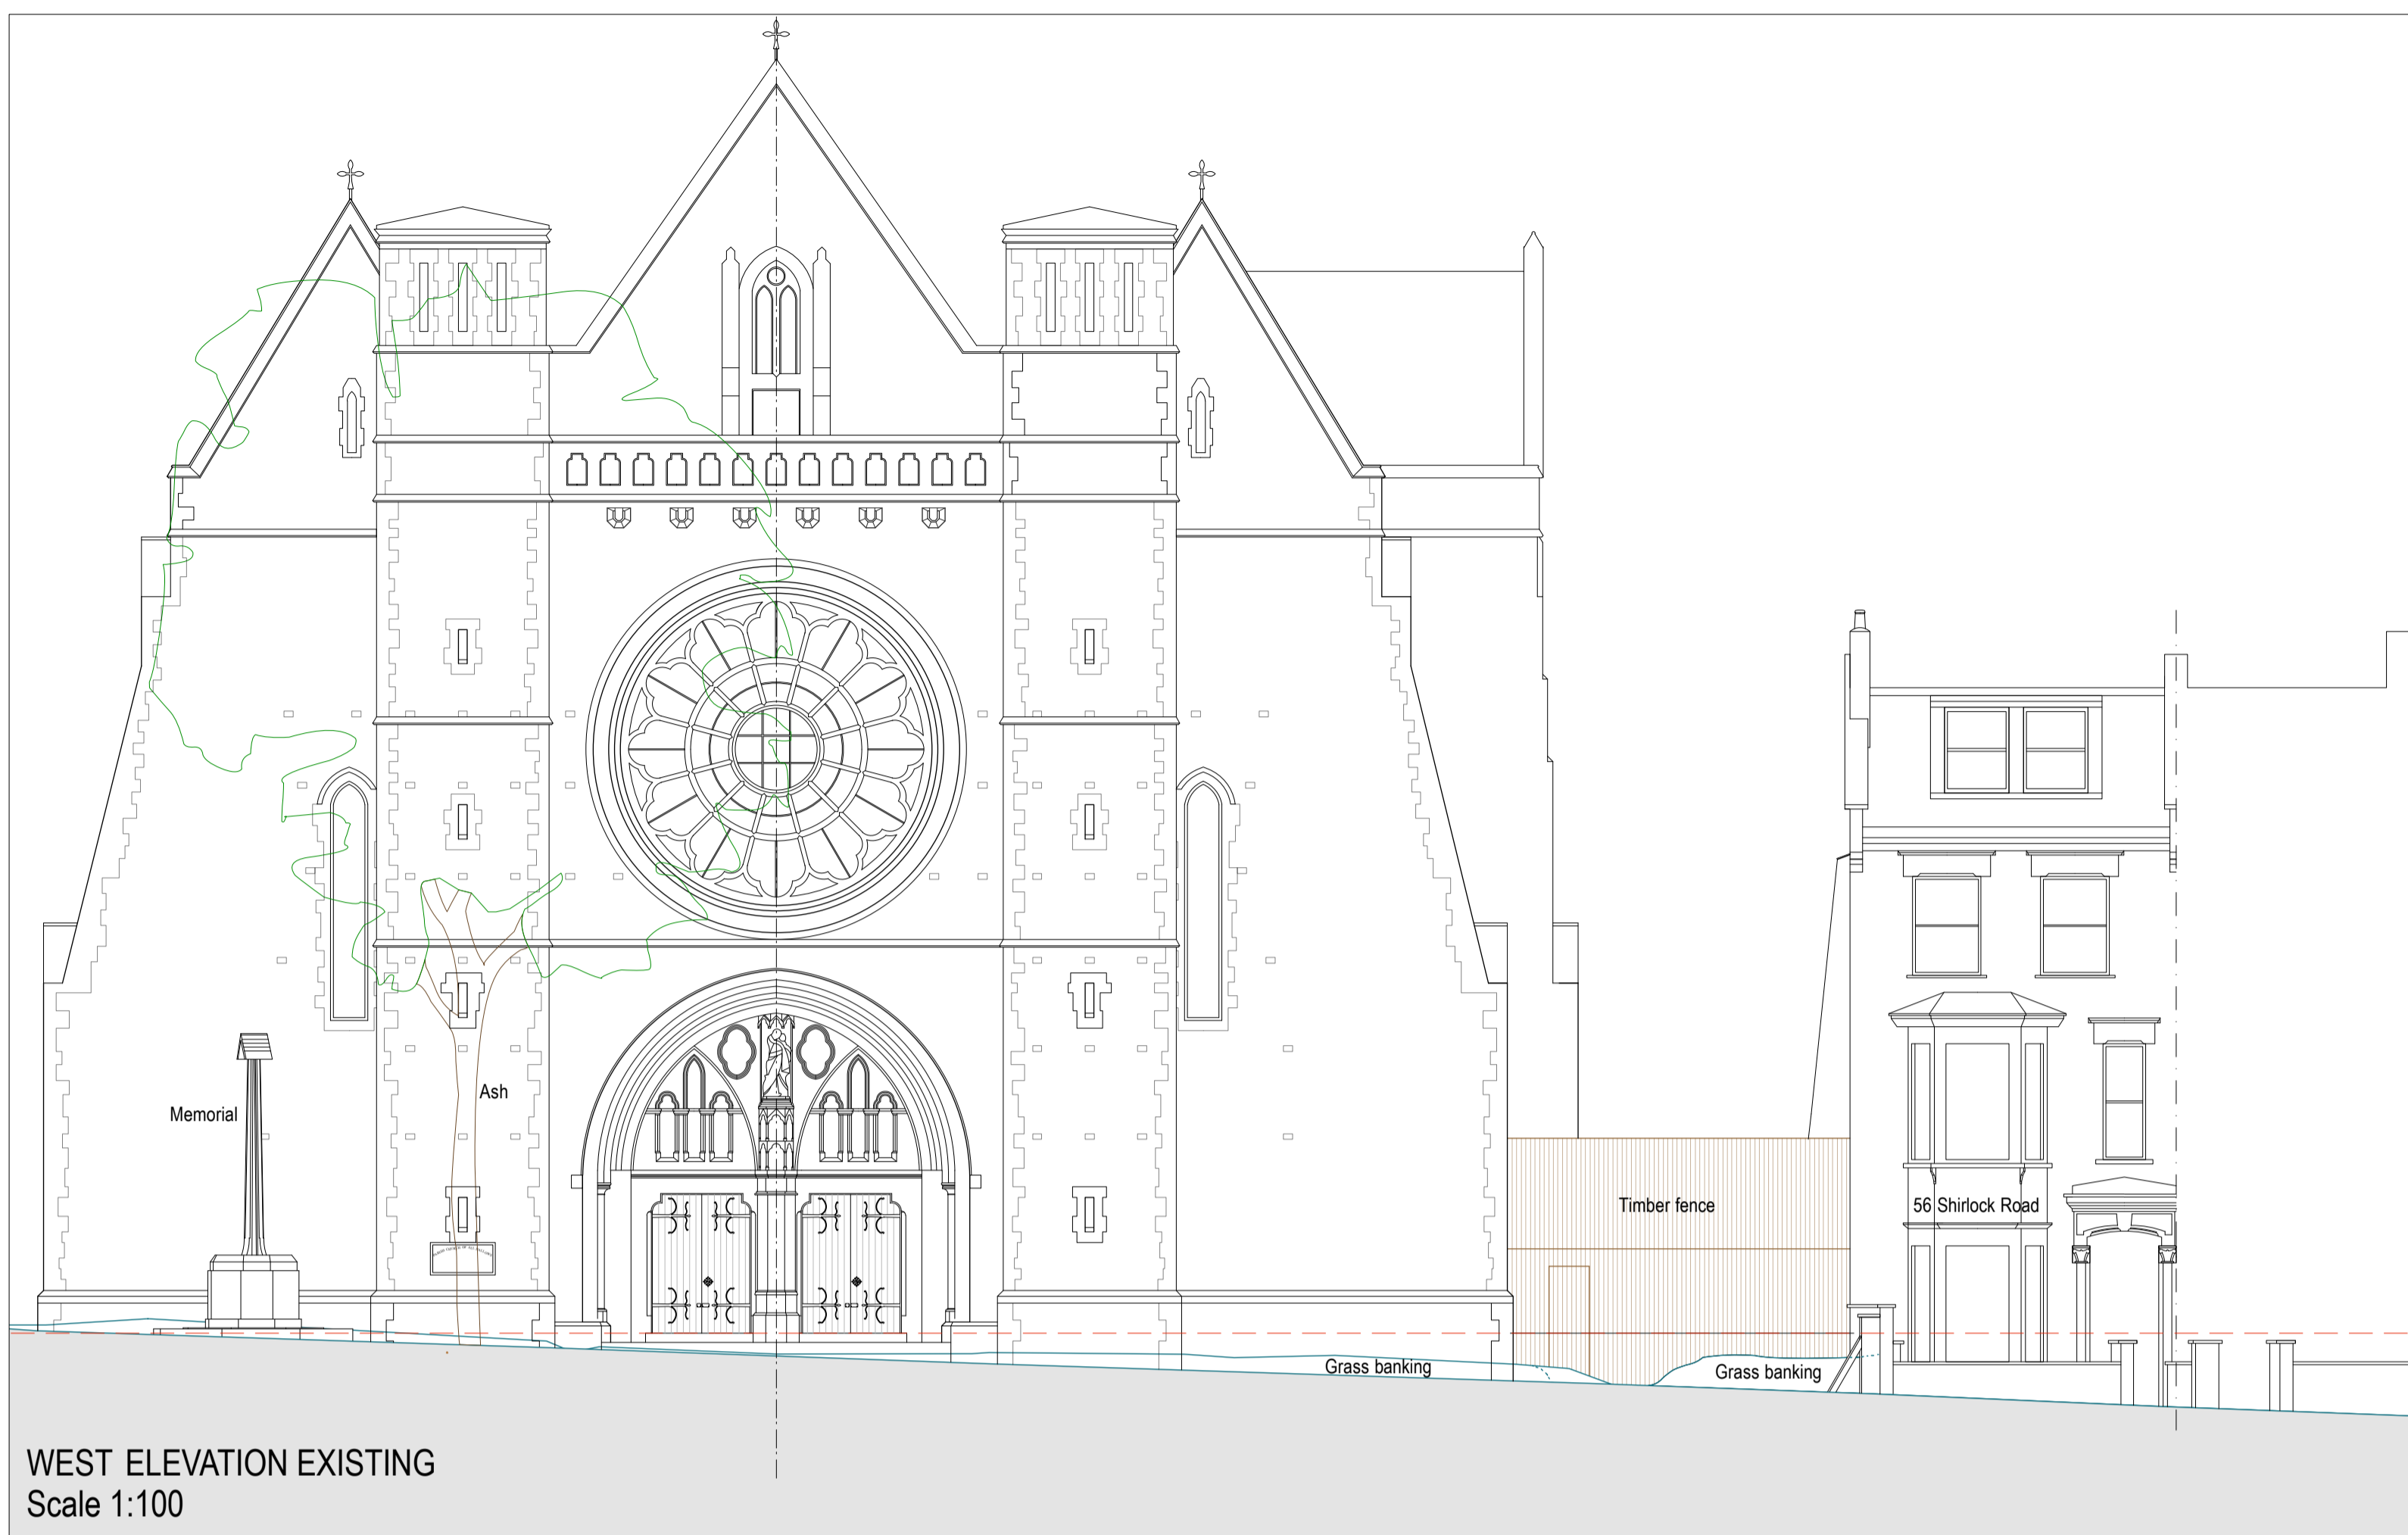 Memorial
Ash
Timber fence
56 Shirlock Road
Grass banking
Grass banking
WEST ELEVATION EXISTING
Scale 1:100